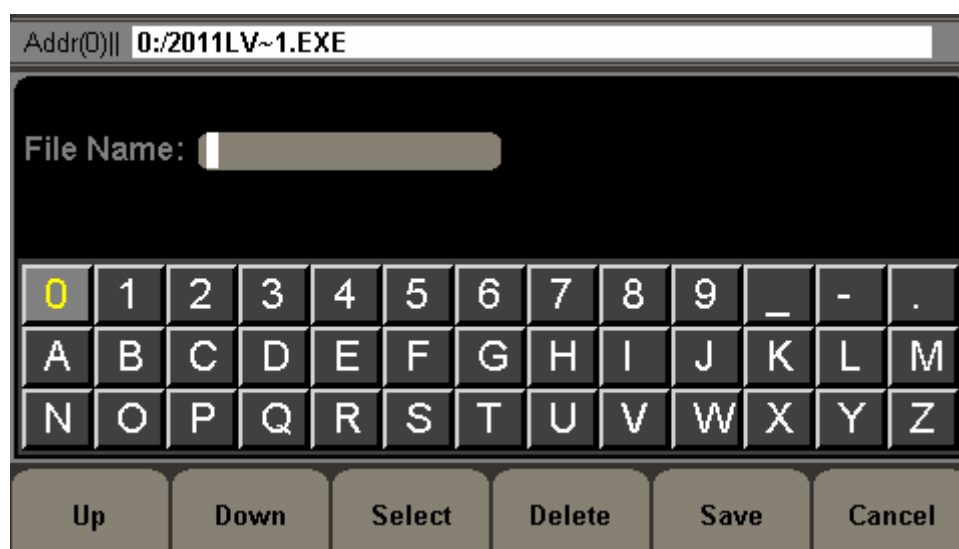 Addr(0)|| 0:/2011LV~1.EXE
File Name:
0 1 2 3 4 5 6 7 8 9 _ - .
A B C D E F G H I J K L M
N O P Q R S T U V W X Y Z
Up Down Select Delete Save Cancel